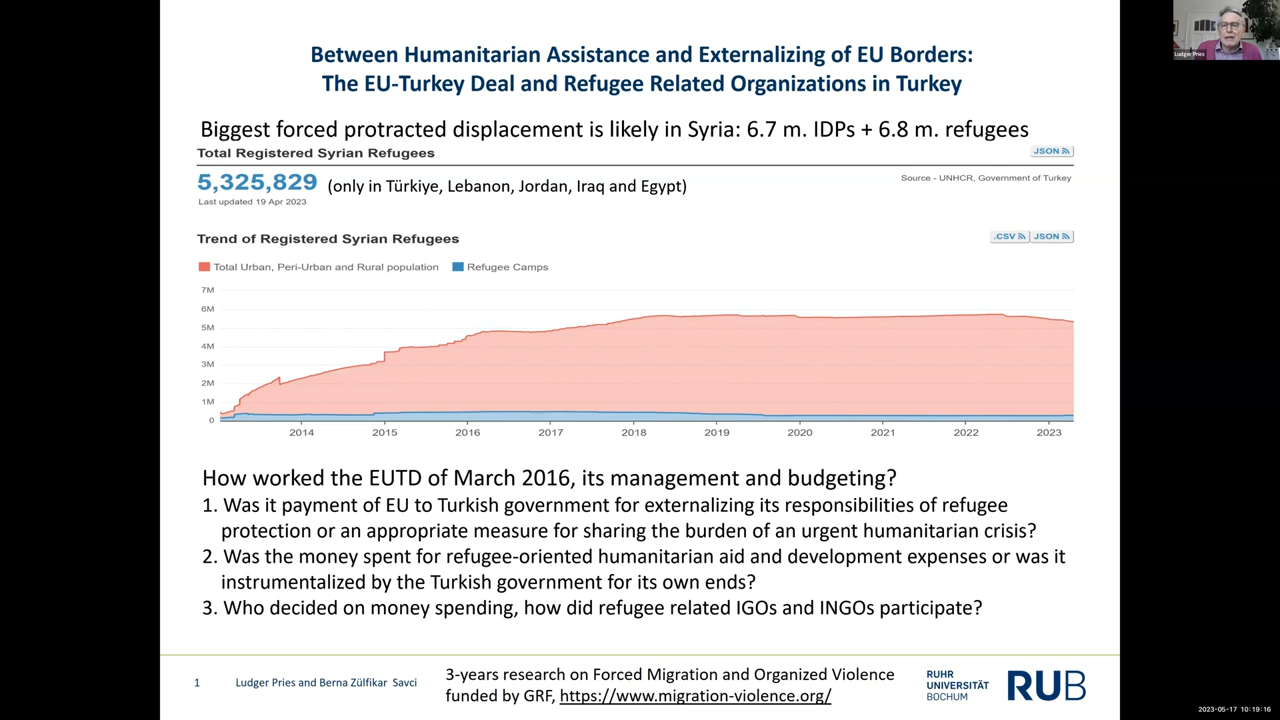 Ludger Pries
Between Humanitarian Assistance and Externalizing of EU Borders:
The EU-Turkey Deal and Refugee Related Organizations in Turkey
Biggest forced protracted displacement is likely in Syria: 6.7 m. IDPs + 6.8 m. refugees
Total Registered Syrian Refugees
JSON
5,325,829 (only in Türkiye, Lebanon, Jordan, Iraq and Egypt)
Source - UNHCR, Government of Turkey
Last updated 19 Apr 2023
Trend of Registered Syrian Refugees
.CSV JSON
Total Urban, Peri-Urban and Rural population Refugee Camps
7M
6M
5M
4M
3M
2M
1M
0
2014 2015 2016 2017 2018 2019 2020 2021 2022 2023
How worked the EUTD of March 2016, its management and budgeting?
1. Was it payment of EU to Turkish government for externalizing its responsibilities of refugee
protection or an appropriate measure for sharing the burden of an urgent humanitarian crisis?
2. Was the money spent for refugee-oriented humanitarian aid and development expenses or was it
instrumentalized by the Turkish government for its own ends?
3. Who decided on money spending, how did refugee related IGOs and INGOs participate?
1 Ludger Pries and Berna Zülfikar Savci
3-years research on Forced Migration and Organized Violence
funded by GRF, https://www.migration-violence.org/
RUHR
UNIVERSITÄT
BOCHUM
RUB
2023-05-17 10:19:16